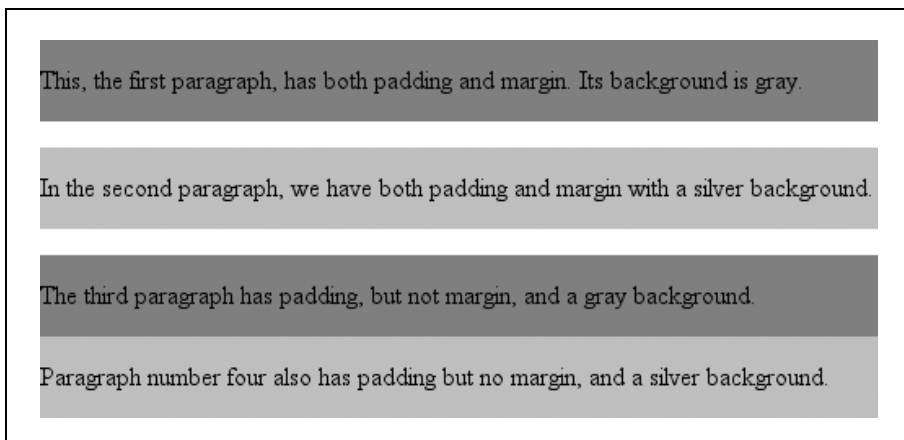 This, the first paragraph, has both padding and margin. Its background is gray.
In the second paragraph, we have both padding and margin with a silver background.
The third paragraph has padding, but not margin, and a gray background.
Paragraph number four also has padding but no margin, and a silver background.